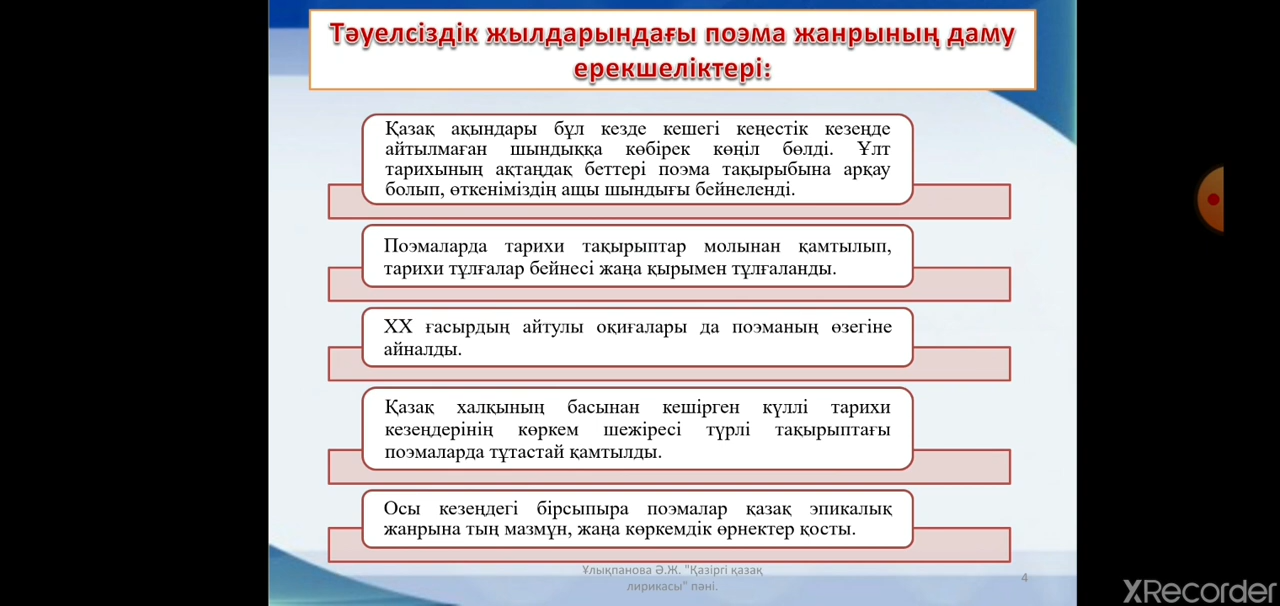 Тәуелсіздік жылдарындағы поэма жанрының даму
ерекшеліктері:
Қазақ ақындары бұл кезде кешегі кеңестік кезеңде
айтылмаған шындыққа көбірек көңіл бөлді. Ұлт
тарихының ақтаңдақ беттері поэма тақырыбына арқау
болып, өткеніміздің ащы шындығы бейнеленді.
Поэмаларда тарихи тақырыптар молынан қамтылып,
тарихи тұлғалар бейнесі жаңа қырымен тұлғаланды.
ХХ ғасырдың айтулы оқиғалары да поэманың өзегіне
айналды.
Қазақ халқының басынан кешірген күллі тарихи
кезеңдерінің көркем шежіресі түрлі тақырыптағы
поэмаларда тұтастай қамтылды.
Осы кезеңдегі бірсыпыра поэмалар қазақ эпикалық
жанрына тың мазмұн, жаңа көркемдік өрнектер қосты.
Ұлықпанова Ә.Ж. "Қазіргі қазақ
лирикасы" пәні.
4
XRecorder